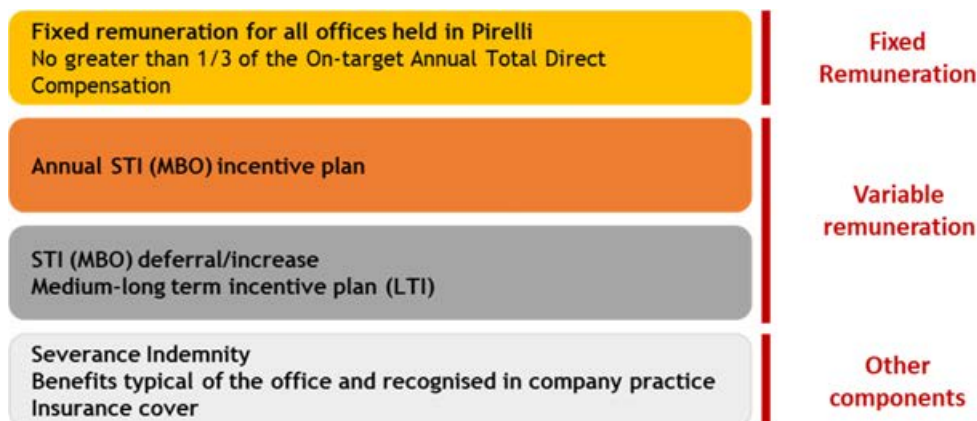 Fixed remuneration for all offices held in Pirelli
No greater than 1/3 of the On-target Annual Total Direct
Compensation
Fixed
Remuneration
Annual STI (MBO) incentive plan
STI (MBO) deferral/increase
Medium-long term incentive plan (LTI)
Variable
remuneration
Severance Indemnity
Benefits typical of the office and recognised in company practice
Insurance cover
Other
components